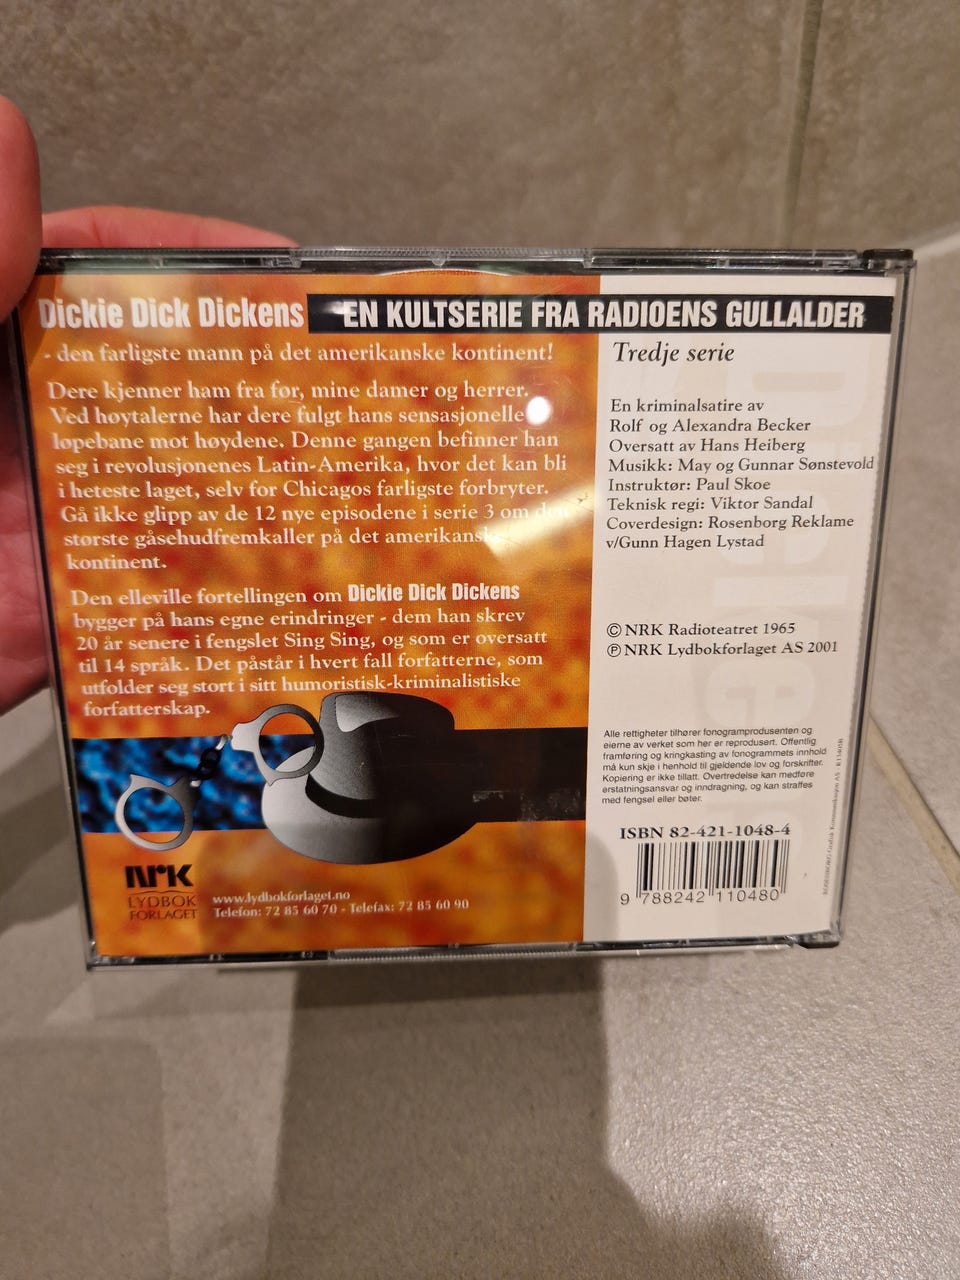 Dickie Dick Dickens EN KULTSERIE FRA RADIOENS GULLALDER
- den farligste mann på det amerikanske kontinent!
Dere kjenner ham fra før, mine damer og herrer.
Ved høytalerne har dere fulgt hans sensasjonelle
løpebane mot høydene. Denne gangen befinner han
seg i revolusjonenes Latin-Amerika, hvor det kan bli
i heteste laget, selv for Chicagos farligste forbryter.
Gå ikke glipp av de 12 nye episodene i serie 3 om den
største gåsehudfremkaller på det amerikanske
kontinent.
Den elleville fortellingen om Dickie Dick Dickens
bygger på hans egne erindringer - dem han skrev
20 år senere i fengslet Sing Sing, og som er oversatt
til 14 språk. Det påstår i hvert fall forfatterne, som
utfolder seg stort i sitt humoristisk-kriminalistiske
forfatterskap.
NRK
LYDBOK
FORLAGET
www.lydbokforlaget.no
Telefon: 72 85 60 70 - Telefax: 72 85 60 90
Tredje serie
En kriminalsatire av
Rolf og Alexandra Becker
Oversatt av Hans Heiberg
Musikk: May og Gunnar Sønstevold
Instruktør: Paul Skoe
Teknisk regi: Viktor Sandal
Coverdesign: Rosenborg Reklame
v/Gunn Hagen Lystad
© NRK Radioteatret 1965
℗ NRK Lydbokforlaget AS 2001
Alle rettigheter tilhører fonogramprodusenten og
eierne av verket som her er reprodusert. Offentlig
framføring og kringkasting av fonogrammets innhold
må kun skje i henhold til gjeldende lov og forskrifter.
Kopiering er ikke tillatt. Overtredelse kan medføre
erstatningsansvar og inndragning, og kan straffes
med fengsel eller bøter.
ISBN 82-421-1048-4
9 788242 110480